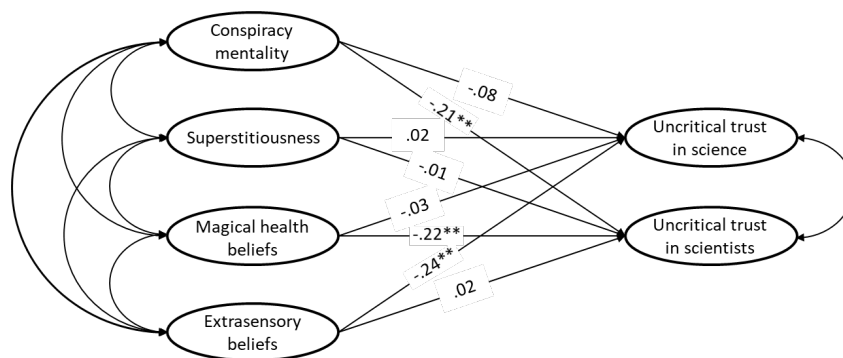 Conspiracy
mentality
-.08
-.21**
Superstitiousness
.02
Uncritical trust
in science
-.01
-.03
Magical health
beliefs
-.22**
Uncritical trust
in scientists
-.24**
.02
Extrasensory
beliefs